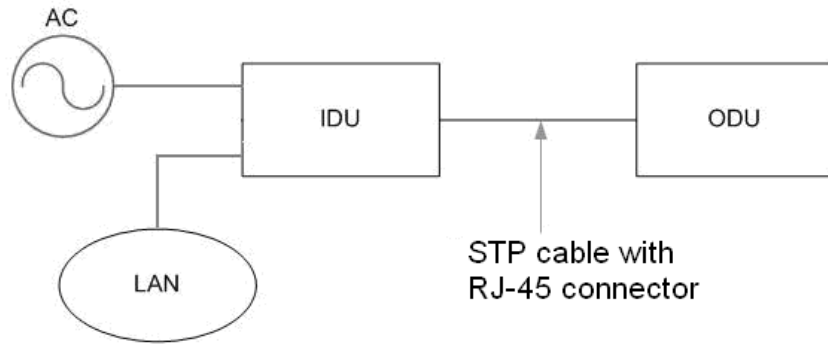 AC
IDU
ODU
LAN
STP cable with
RJ-45 connector